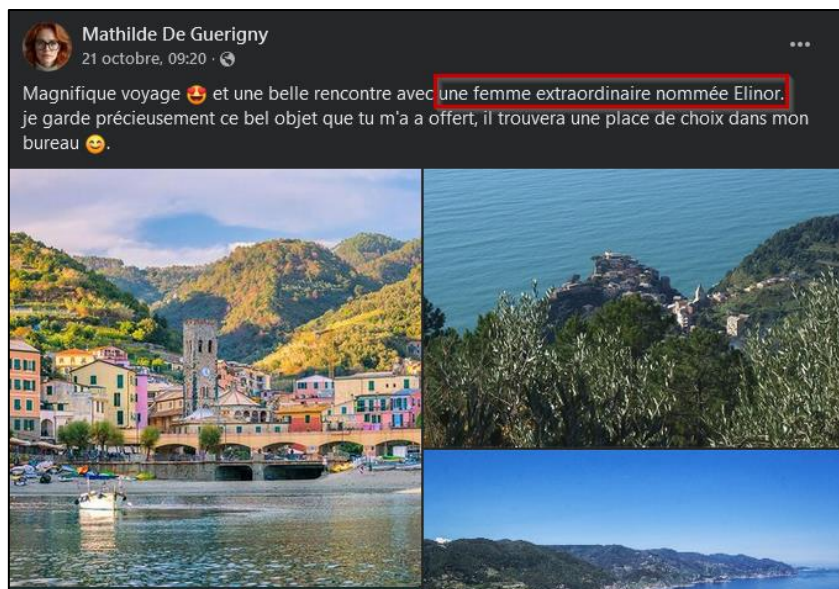 Mathilde De Guerigny
21 octobre, 09:20 ·
Magnifique voyage 🤩 et une belle rencontre avec une femme extraordinaire nommée Elinor.
je garde précieusement ce bel objet que tu m'a a offert, il trouvera une place de choix dans mon
bureau 😊.